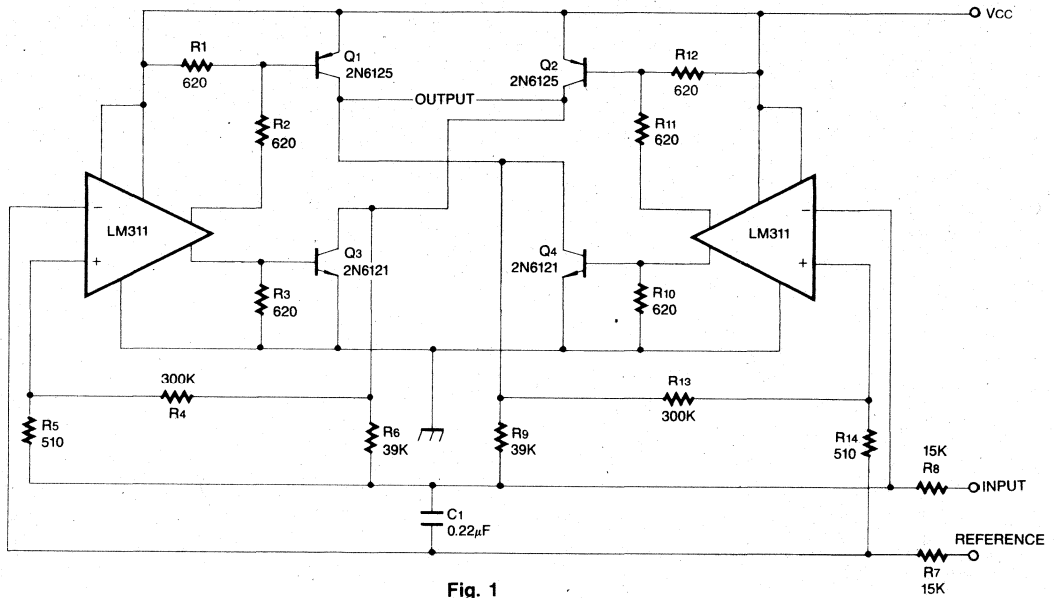 VCC
R1
620
Q1
2N6125
Q2
2N6125
R12
620
OUTPUT
R2
620
R11
620
−
LM311
+
−
LM311
+
Q3
2N6121
Q4
2N6121
R3
620
R10
620
300K
R4
R13
300K
R5
510
R6
39K
R9
39K
R14
510
15K
R8
INPUT
C1
0.22µF
REFERENCE
R7
15K
Fig. 1